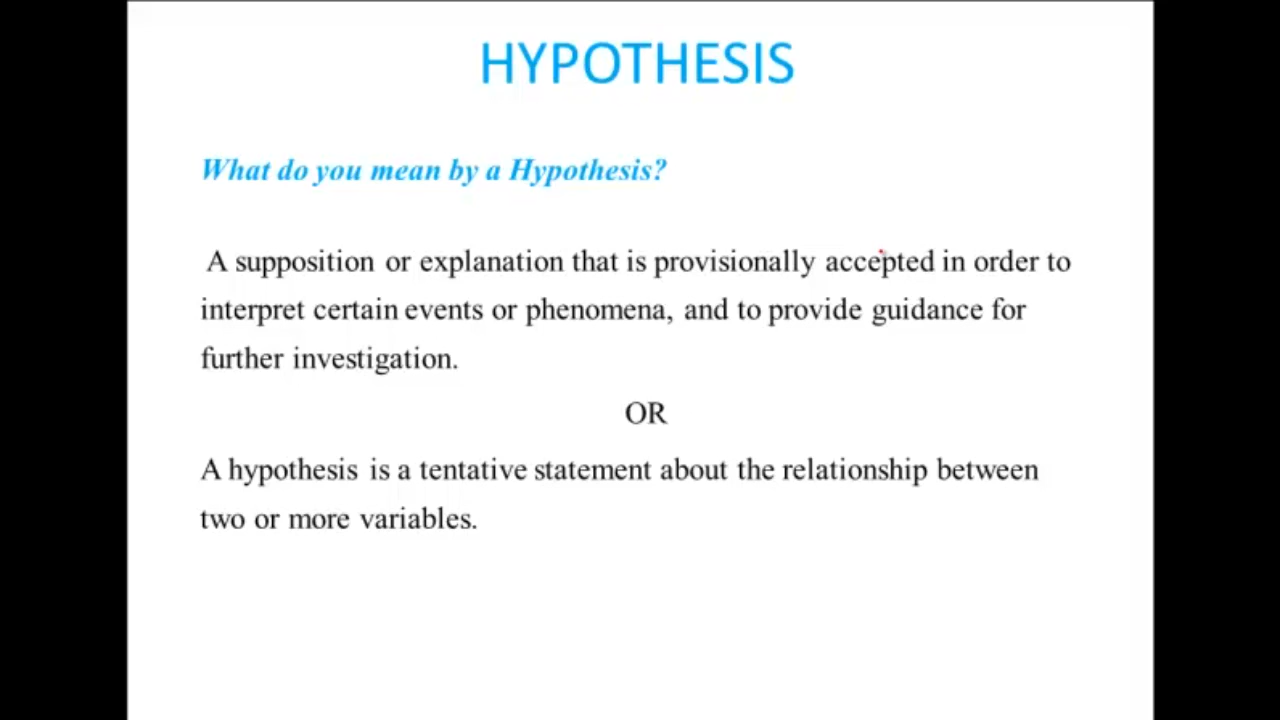 HYPOTHESIS
What do you mean by a Hypothesis?
A supposition or explanation that is provisionally accepted in order to
interpret certain events or phenomena, and to provide guidance for
further investigation.
OR
A hypothesis is a tentative statement about the relationship between
two or more variables.